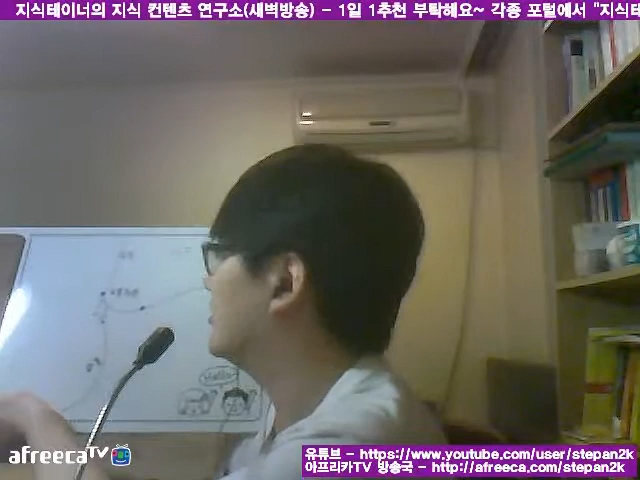 지식테이너의 지식 컨텐츠 연구소(새벽방송) - 1일 1추천 부탁해요~ 각종 포털에서 "지식테
afreecaTV
유튜브 - https://www.youtube.com/user/stepan2k
아프리카TV 방송국 - http://afreeca.com/stepan2k